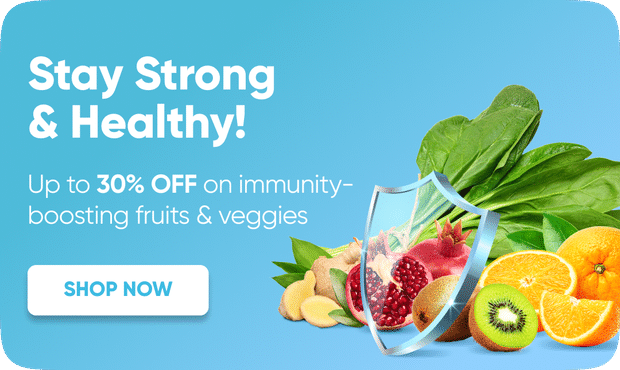 Stay Strong
& Healthy!
Up to 30% OFF on immunity-
boosting fruits & veggies
SHOP NOW